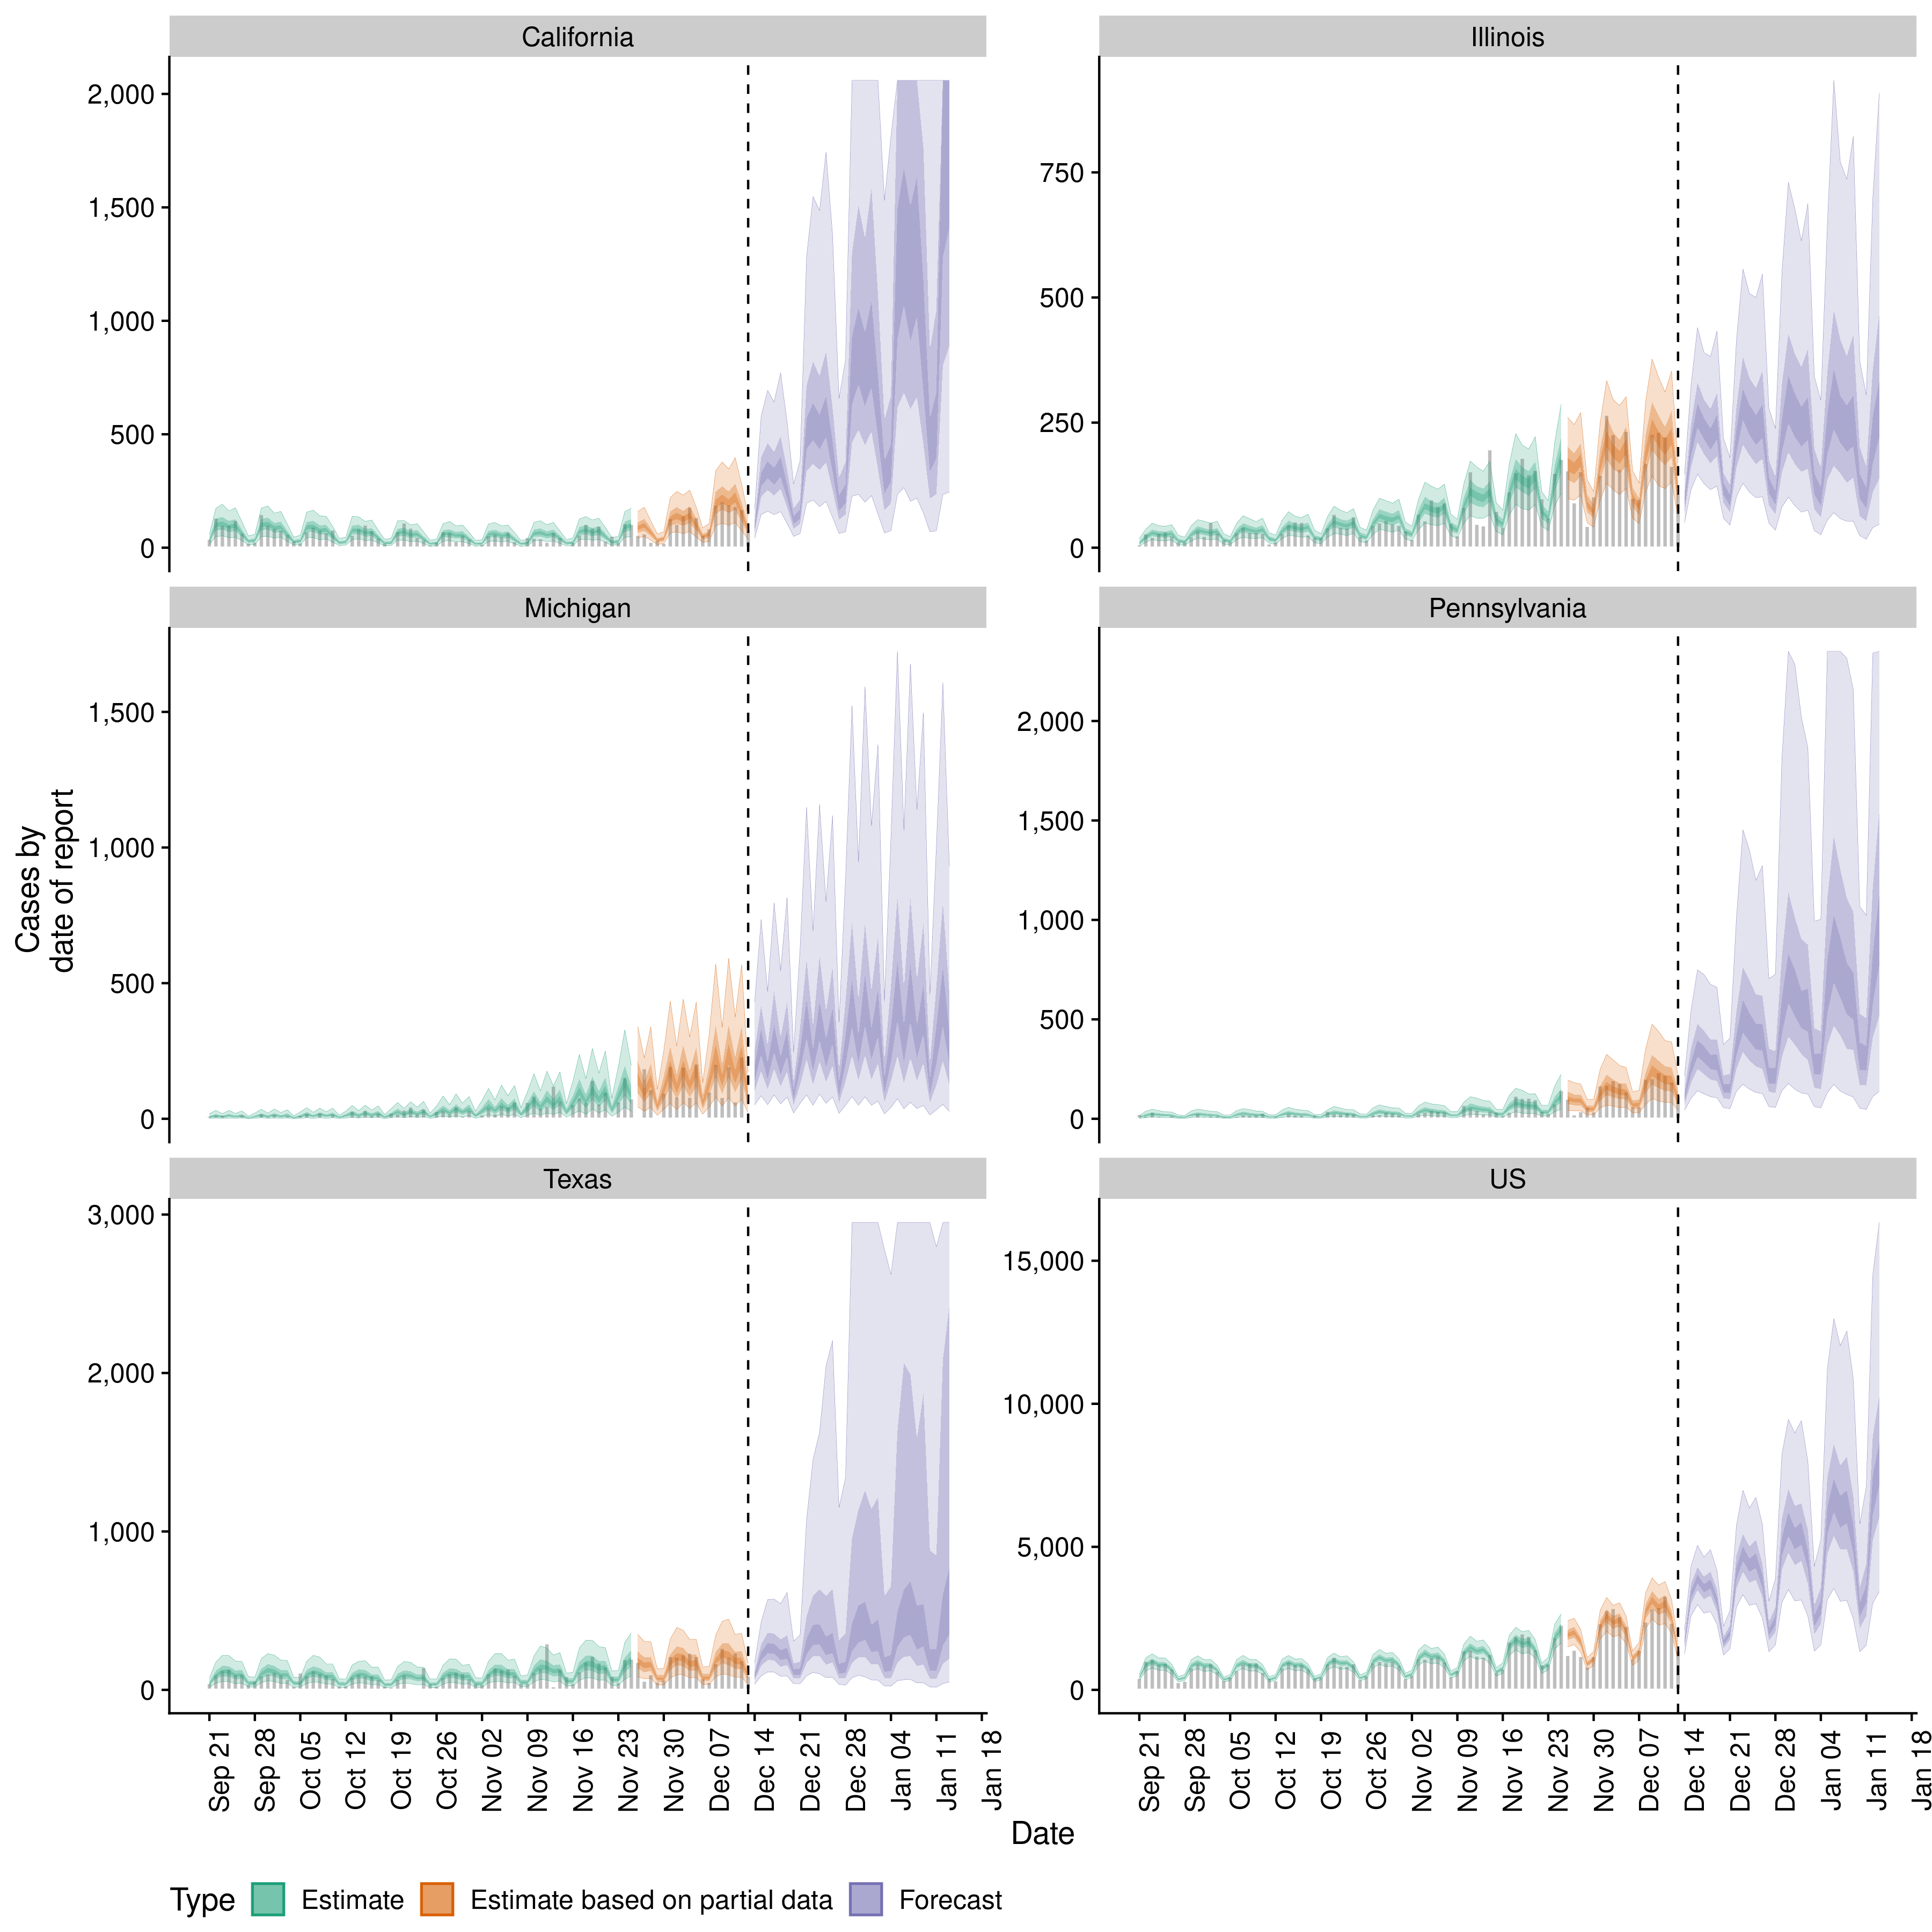 California
Illinois
2,000
1,500
1,000
500
0
750
500
250
0
Michigan
Pennsylvania
1,500
1,000
500
0
2,000
1,500
1,000
500
0
Cases by
date of report
Texas
US
3,000
2,000
1,000
0
15,000
10,000
5,000
0
Sep 21
Sep 28
Oct 05
Oct 12
Oct 19
Oct 26
Nov 02
Nov 09
Nov 16
Nov 23
Nov 30
Dec 07
Dec 14
Dec 21
Dec 28
Jan 04
Jan 11
Jan 18
Sep 21
Sep 28
Oct 05
Oct 12
Oct 19
Oct 26
Nov 02
Nov 09
Nov 16
Nov 23
Nov 30
Dec 07
Dec 14
Dec 21
Dec 28
Jan 04
Jan 11
Jan 18
Date
Type Estimate Estimate based on partial data Forecast